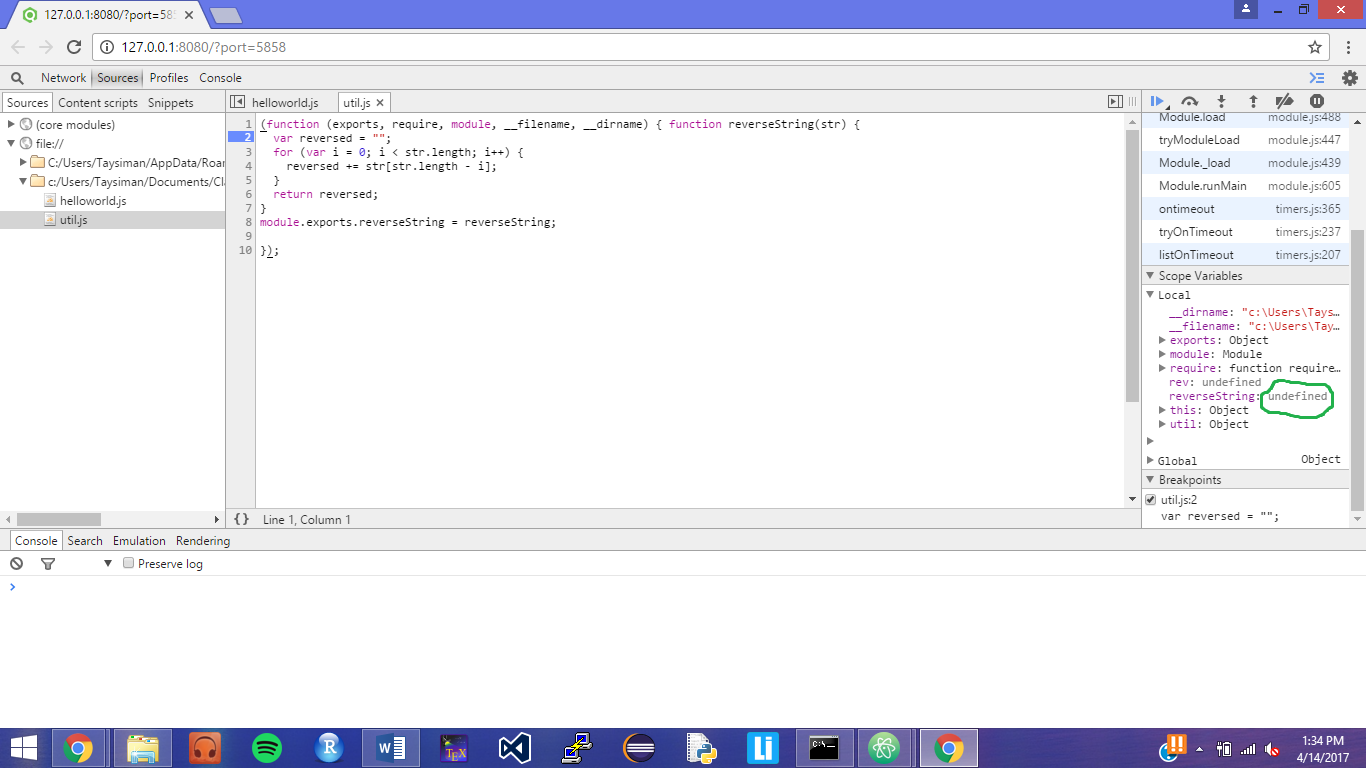 127.0.0.1:8080/?port=585
127.0.0.1:8080/?port=5858
Network Sources Profiles Console
Sources Content scripts Snippets
helloworld.js util.js ×
(core modules)
file://
C:/Users/Taysiman/AppData/Roar
c:/Users/Taysiman/Documents/Cl
helloworld.js
util.js
1 (function (exports, require, module, __filename, __dirname) { function reverseString(str) {
2 var reversed = "";
3 for (var i = 0; i < str.length; i++) {
4 reversed += str[str.length - i];
5 }
6 return reversed;
7 }
8 module.exports.reverseString = reverseString;
9
10 });
{} Line 1, Column 1
Module.load module.js:488
tryModuleLoad module.js:447
Module._load module.js:439
Module.runMain module.js:605
ontimeout timers.js:365
tryOnTimeout timers.js:237
listOnTimeout timers.js:207
Scope Variables
Local
__dirname: "c:\Users\Tays…
__filename: "c:\Users\Tay…
exports: Object
module: Module
require: function require…
rev: undefined
reverseString: undefined
this: Object
util: Object
Global Object
Breakpoints
util.js:2
var reversed = "";
Console Search Emulation Rendering
Preserve log
>
R W TEX C:\_ li
1:34 PM
4/14/2017